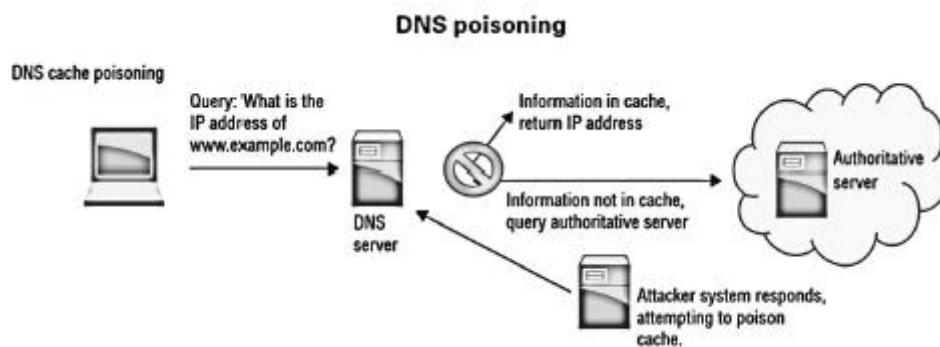 DNS poisoning
DNS cache poisoning
Query: 'What is the
IP address of
www.example.com?
DNS
server
Information in cache,
return IP address
Information not in cache,
query authoritative server
Authoritative
server
Attacker system responds,
attempting to poison
cache.